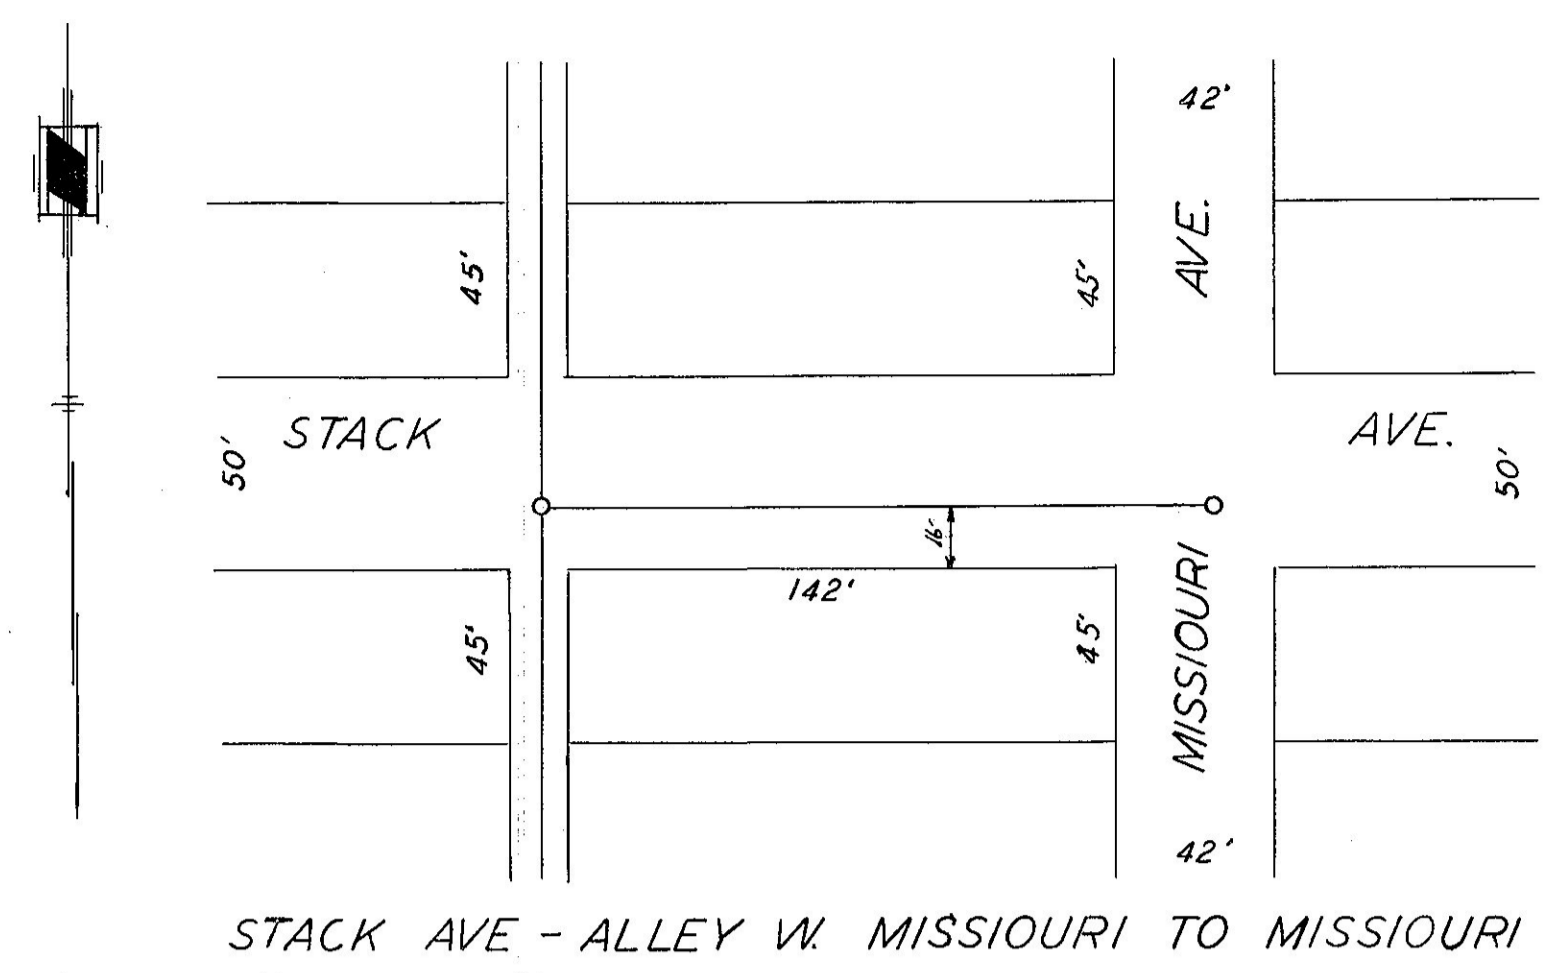 42'
AVE.
45'
45'
STACK
AVE.
50'
50'
16'
142'
MISSIOURI
45'
45'
42'
STACK AVE - ALLEY W. MISSIOURI TO MISSIOURI